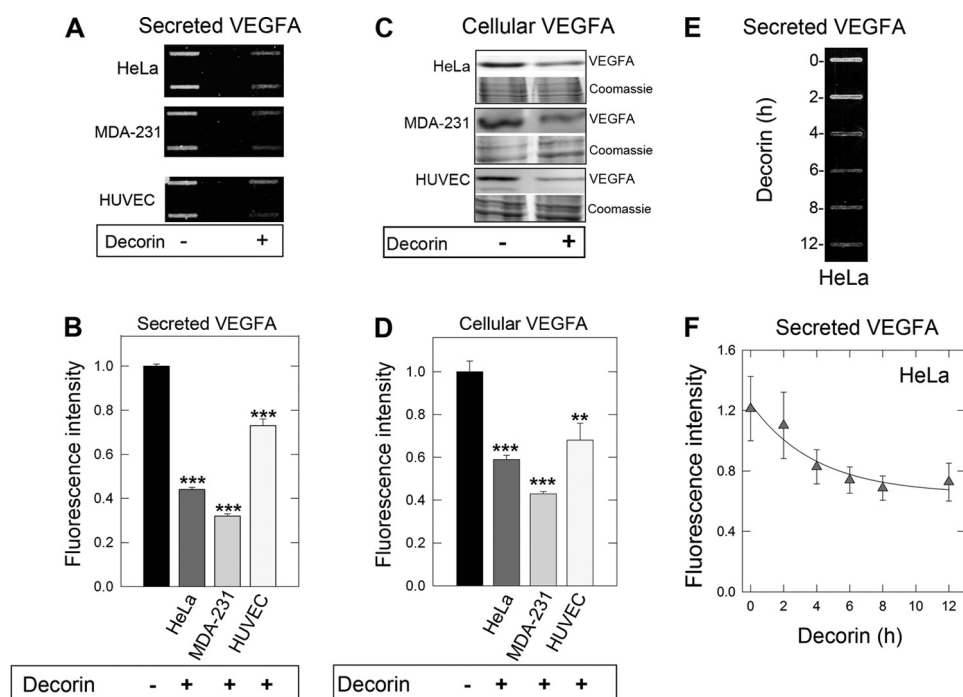 A Secreted VEGFA
HeLa
MDA-231
HUVEC
Decorin - +
C Cellular VEGFA
HeLa VEGFA
Coomassie
MDA-231 VEGFA
Coomassie
HUVEC VEGFA
Coomassie
Decorin - +
E Secreted VEGFA
Decorin (h)
0-
2-
4-
6-
8-
12-
HeLa
B Secreted VEGFA
Fluorescence intensity
1.0
0.8
0.6
0.4
0.2
0.0
***
***
***
HeLa
MDA-231
HUVEC
Decorin - + + +
D Cellular VEGFA
Fluorescence intensity
1.0
0.8
0.6
0.4
0.2
0.0
***
***
**
HeLa
MDA-231
HUVEC
Decorin - + + +
F Secreted VEGFA
HeLa
Fluorescence intensity
1.6
1.2
0.8
0.4
0.0
0 2 4 6 8 10 12
Decorin (h)